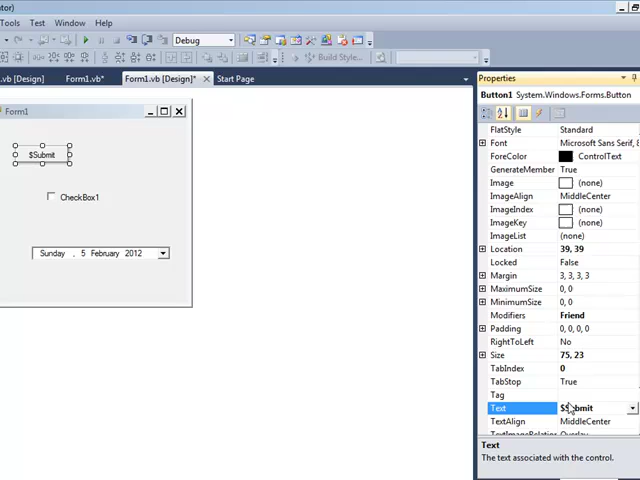 ator)
Tools Test Window Help
Debug
Build Style...
.vb [Design] Form1.vb* Form1.vb [Design]* Start Page
Form1
$Submit
CheckBox1
Sunday , 5 February 2012
Properties
Button1 System.Windows.Forms.Button
FlatStyle Standard
Font Microsoft Sans Serif, 8
ForeColor ControlText
GenerateMember True
Image (none)
ImageAlign MiddleCenter
ImageIndex (none)
ImageKey (none)
ImageList (none)
Location 39, 39
Locked False
Margin 3, 3, 3, 3
MaximumSize 0, 0
MinimumSize 0, 0
Modifiers Friend
Padding 0, 0, 0, 0
RightToLeft No
Size 75, 23
TabIndex 0
TabStop True
Tag
Text
TextAlign MiddleCenter
TextImageRelation Overlay
Text
The text associated with the control.